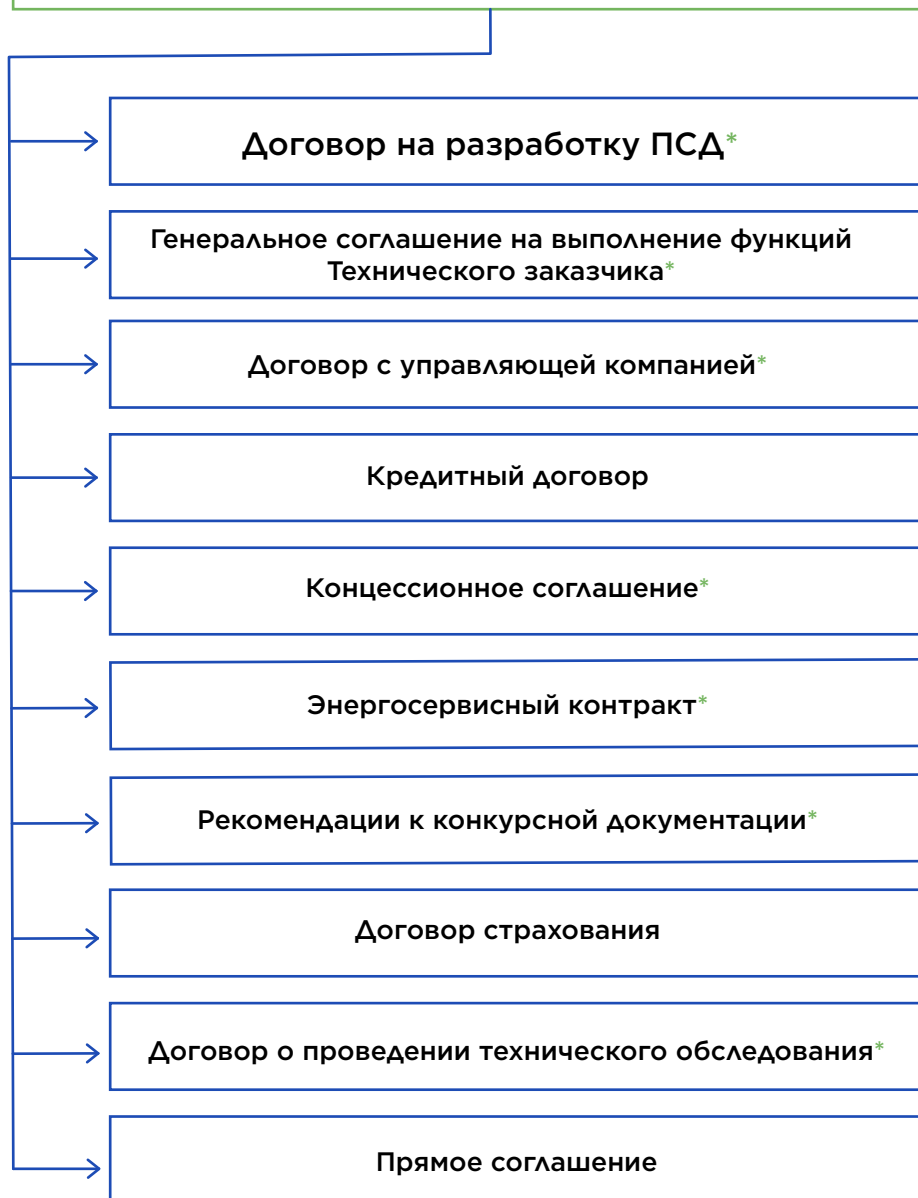 Договор на разработку ПСД*
Генеральное соглашение на выполнение функций
Технического заказчика*
Договор с управляющей компанией*
Кредитный договор
Концессионное соглашение*
Энергосервисный контракт*
Рекомендации к конкурсной документации*
Договор страхования
Договор о проведении технического обследования*
Прямое соглашение